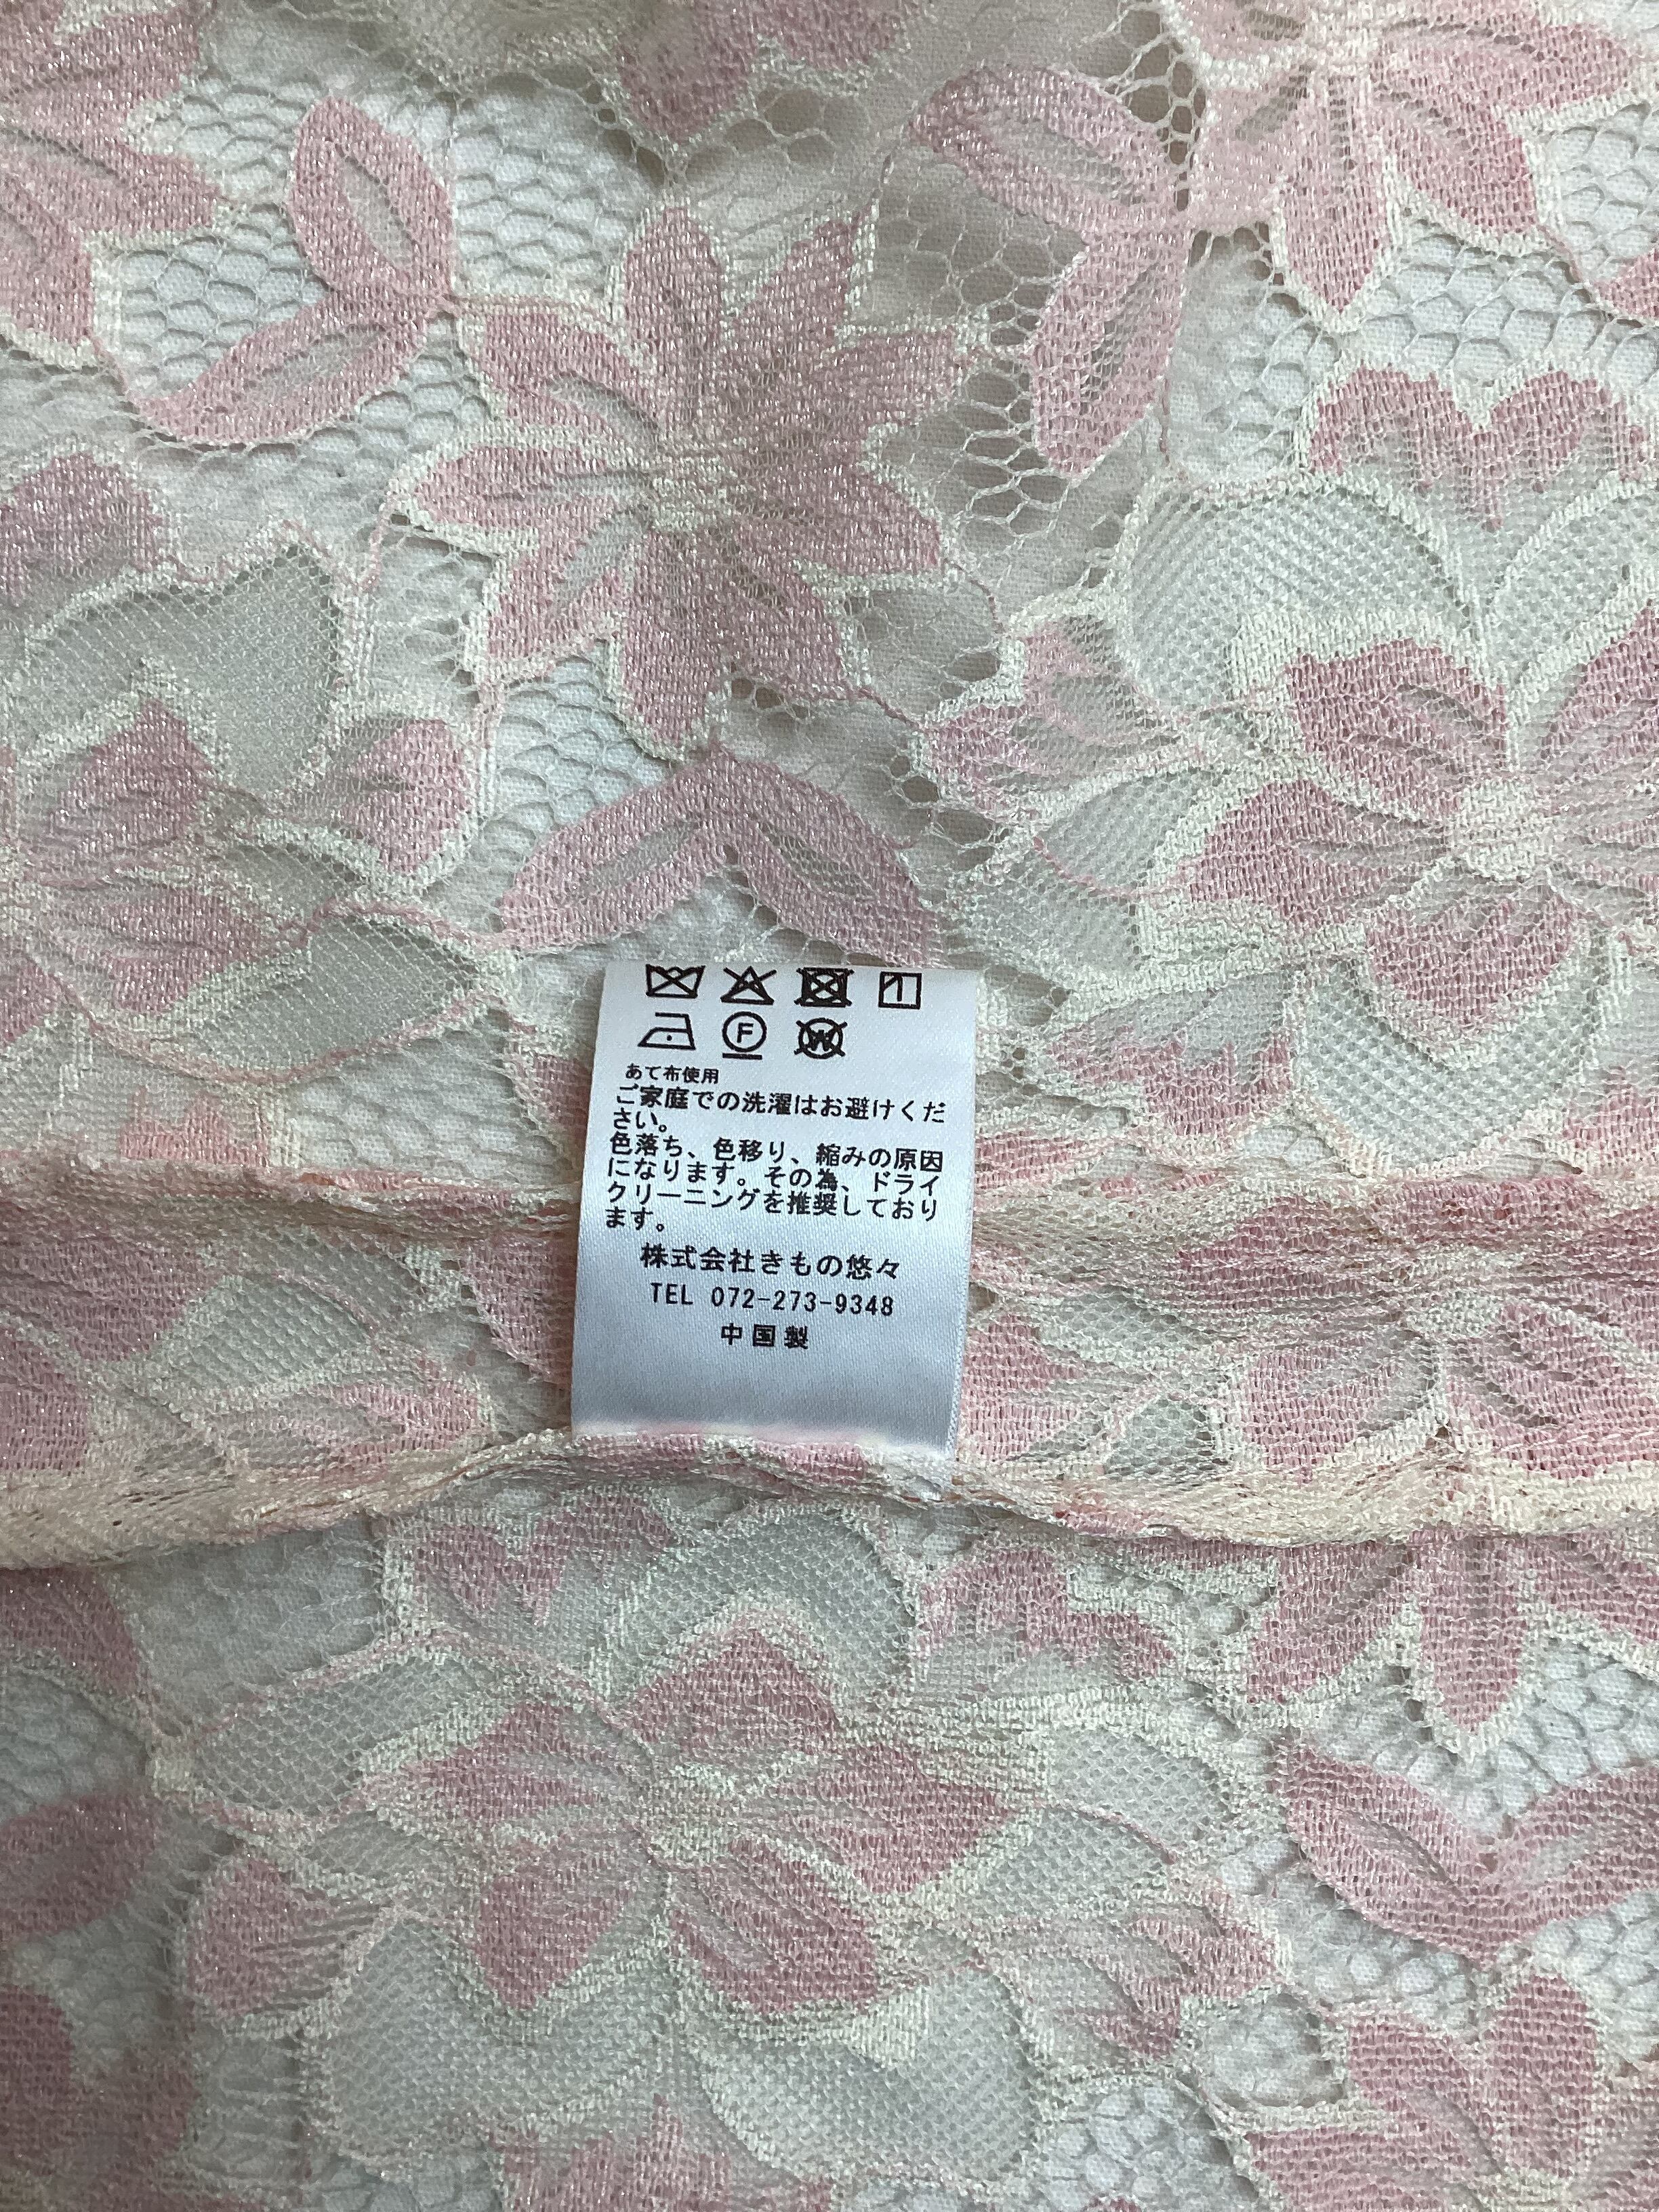 F W
あて布使用
ご家庭での洗濯はお避けくだ
さい。
色落ち、色移り、縮みの原因
になります。その為、ドライ
クリーニングを推奨しており
ます。
株式会社きもの悠々
TEL 072-273-9348
中国製